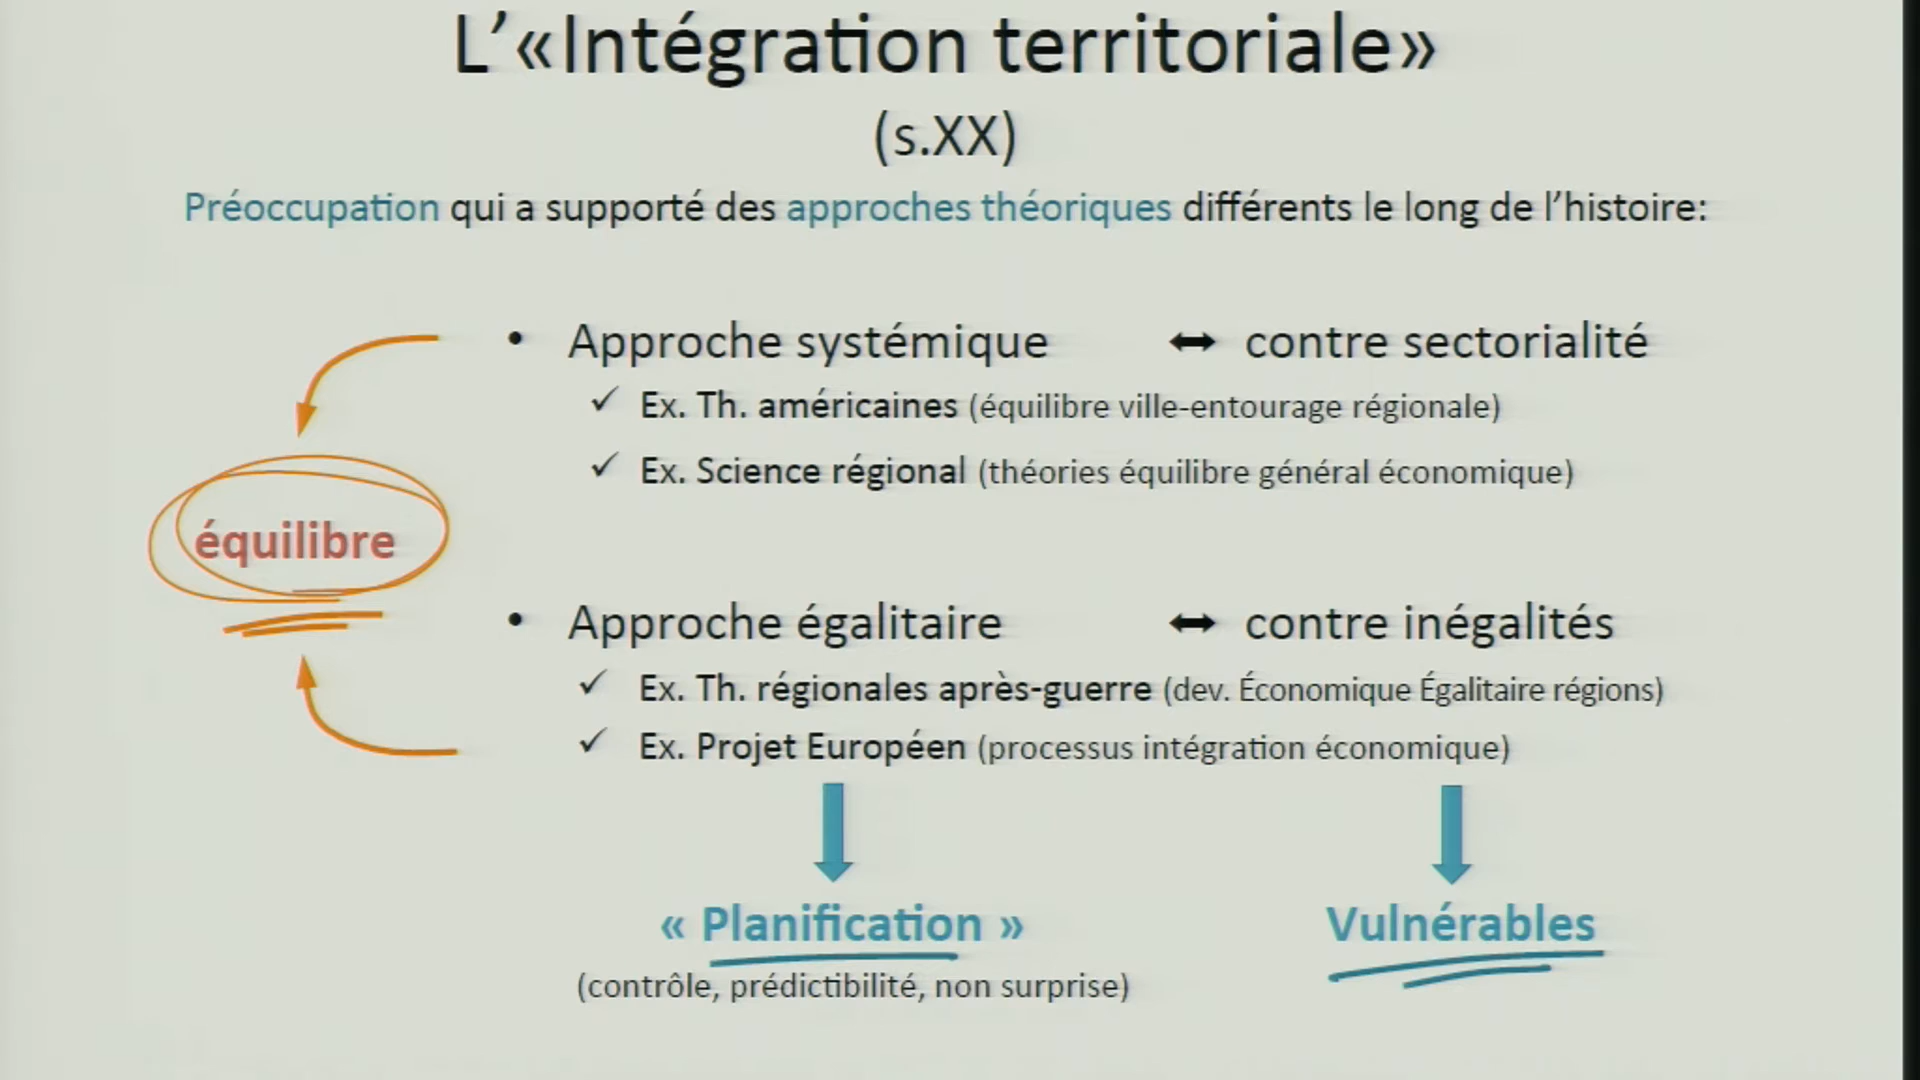 L’«Intégration territoriale»
(s.XX)
Préoccupation qui a supporté des approches théoriques différents le long de l’histoire:
• Approche systémique ↔ contre sectorialité
✓ Ex. Th. américaines (équilibre ville-entourage régionale)
✓ Ex. Science régional (théories équilibre général économique)
équilibre
• Approche égalitaire ↔ contre inégalités
✓ Ex. Th. régionales après-guerre (dev. Économique Égalitaire régions)
✓ Ex. Projet Européen (processus intégration économique)
« Planification » Vulnérables
(contrôle, prédictibilité, non surprise)